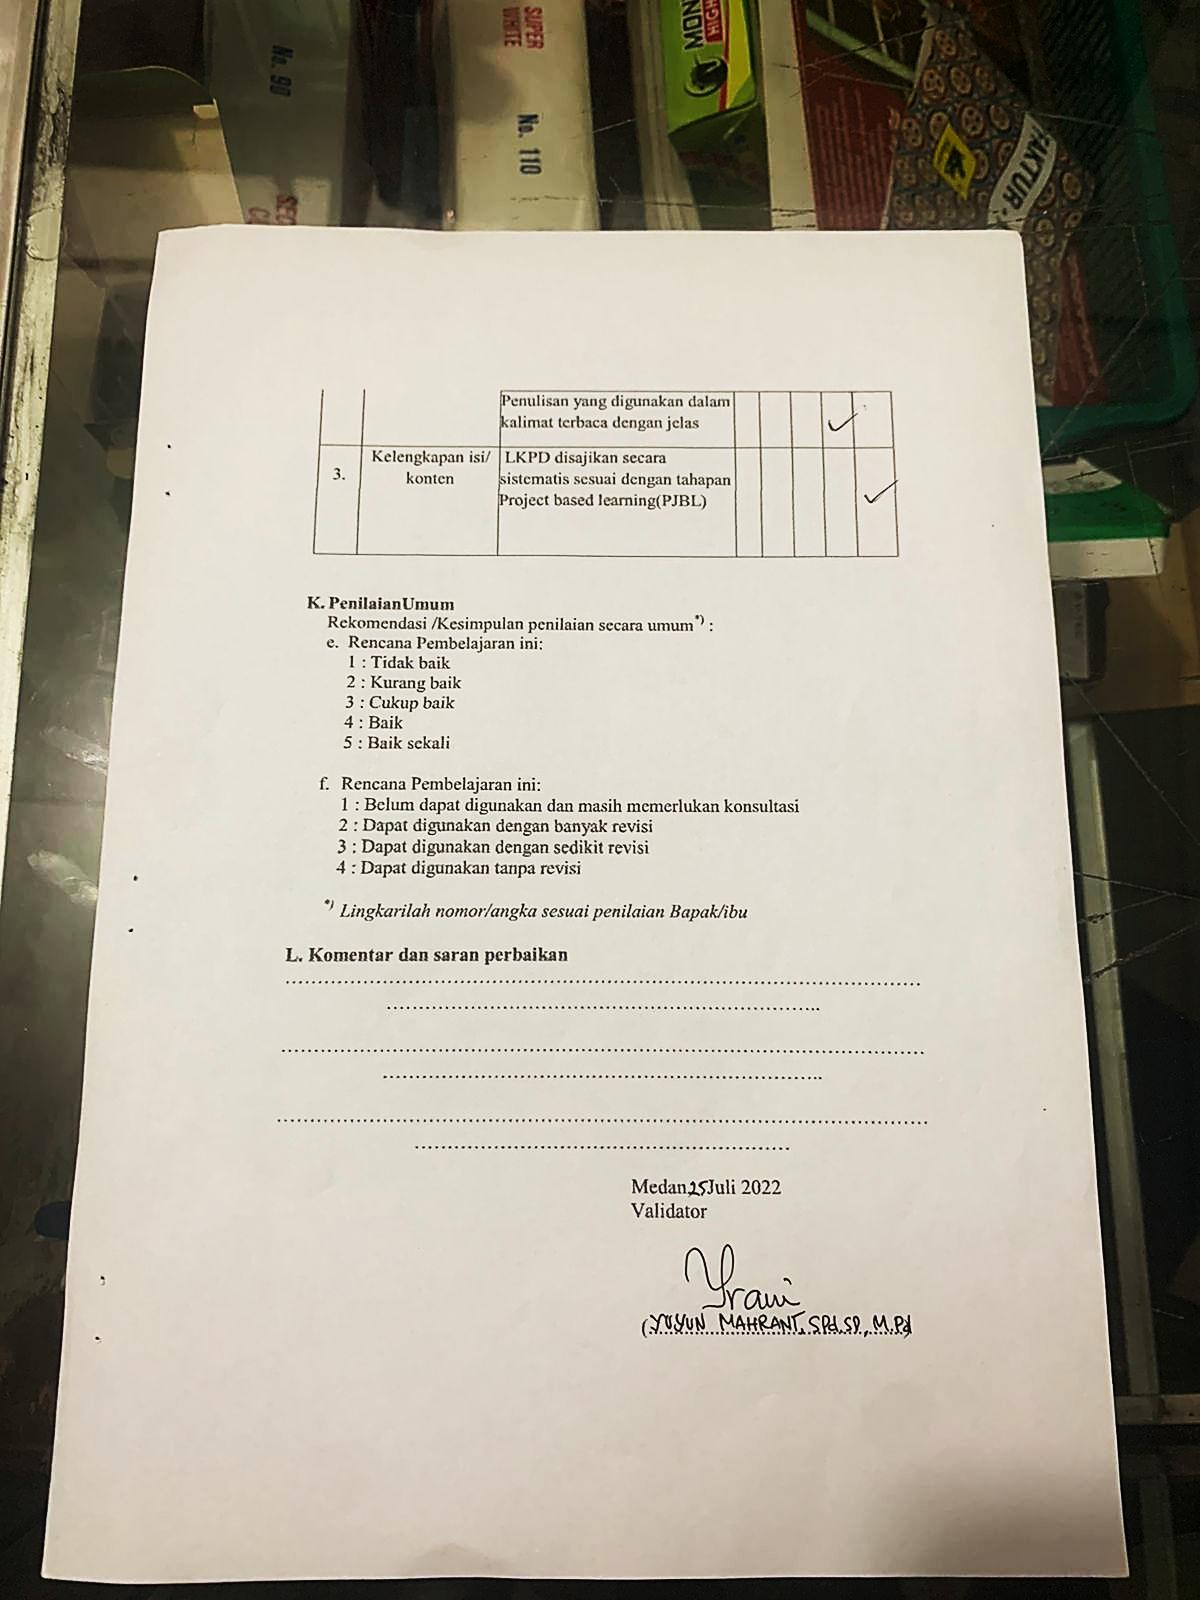 No. 90
SUPER
WHITE
No. 110
MON
HIGH
FAKTUR
Penulisan yang digunakan dalam
kalimat terbaca dengan jelas
3.
Kelengkapan isi/
konten
LKPD disajikan secara
sistematis sesuai dengan tahapan
Project based learning(PJBL)
K. PenilaianUmum
Rekomendasi /Kesimpulan penilaian secara umum*) :
e. Rencana Pembelajaran ini:
1 : Tidak baik
2 : Kurang baik
3 : Cukup baik
4 : Baik
5 : Baik sekali
f. Rencana Pembelajaran ini:
1 : Belum dapat digunakan dan masih memerlukan konsultasi
2 : Dapat digunakan dengan banyak revisi
3 : Dapat digunakan dengan sedikit revisi
4 : Dapat digunakan tanpa revisi
*) Lingkarilah nomor/angka sesuai penilaian Bapak/ibu
L. Komentar dan saran perbaikan
Medan,25Juli 2022
Validator
(YUYUN MAHRANI, SPd.SD, M.Pd)